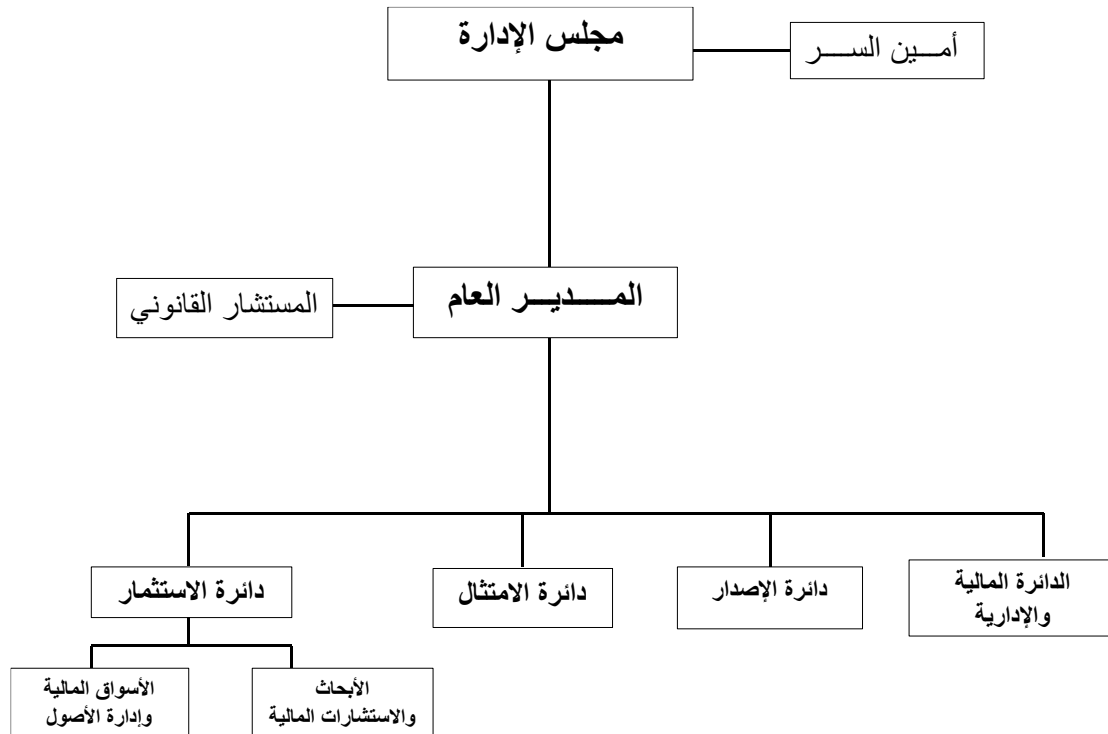 مجلس الإدارة
أمـــين الســـر
المـــديـــر العام
المستشار القانوني
الدائرة المالية
والإدارية
دائرة الإصدار
دائرة الامتثال
دائرة الاستثمار
الأبحاث
والاستشارات المالية
الأسواق المالية
وإدارة الأصول